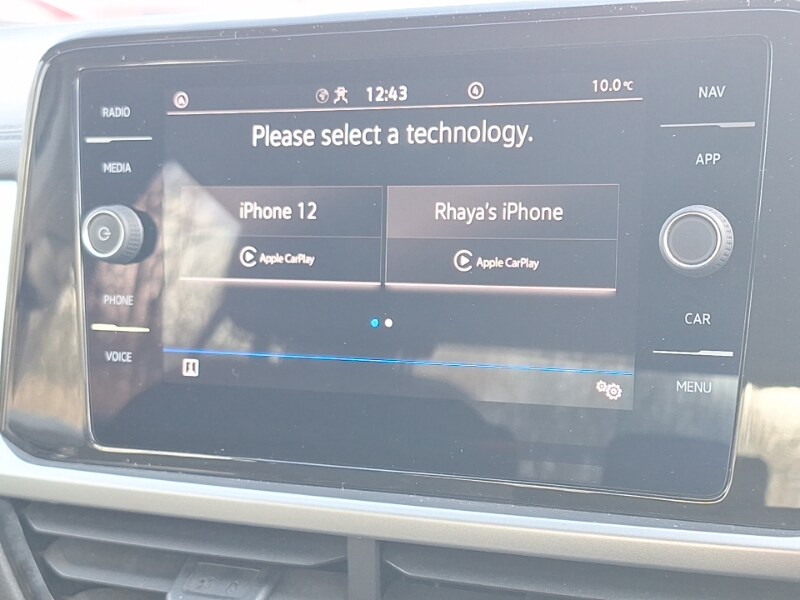 RADIO
MEDIA
PHONE
VOICE
12:43
4
10.0°C
Please select a technology.
iPhone 12
Apple CarPlay
Rhaya's iPhone
Apple CarPlay
NAV
APP
CAR
MENU